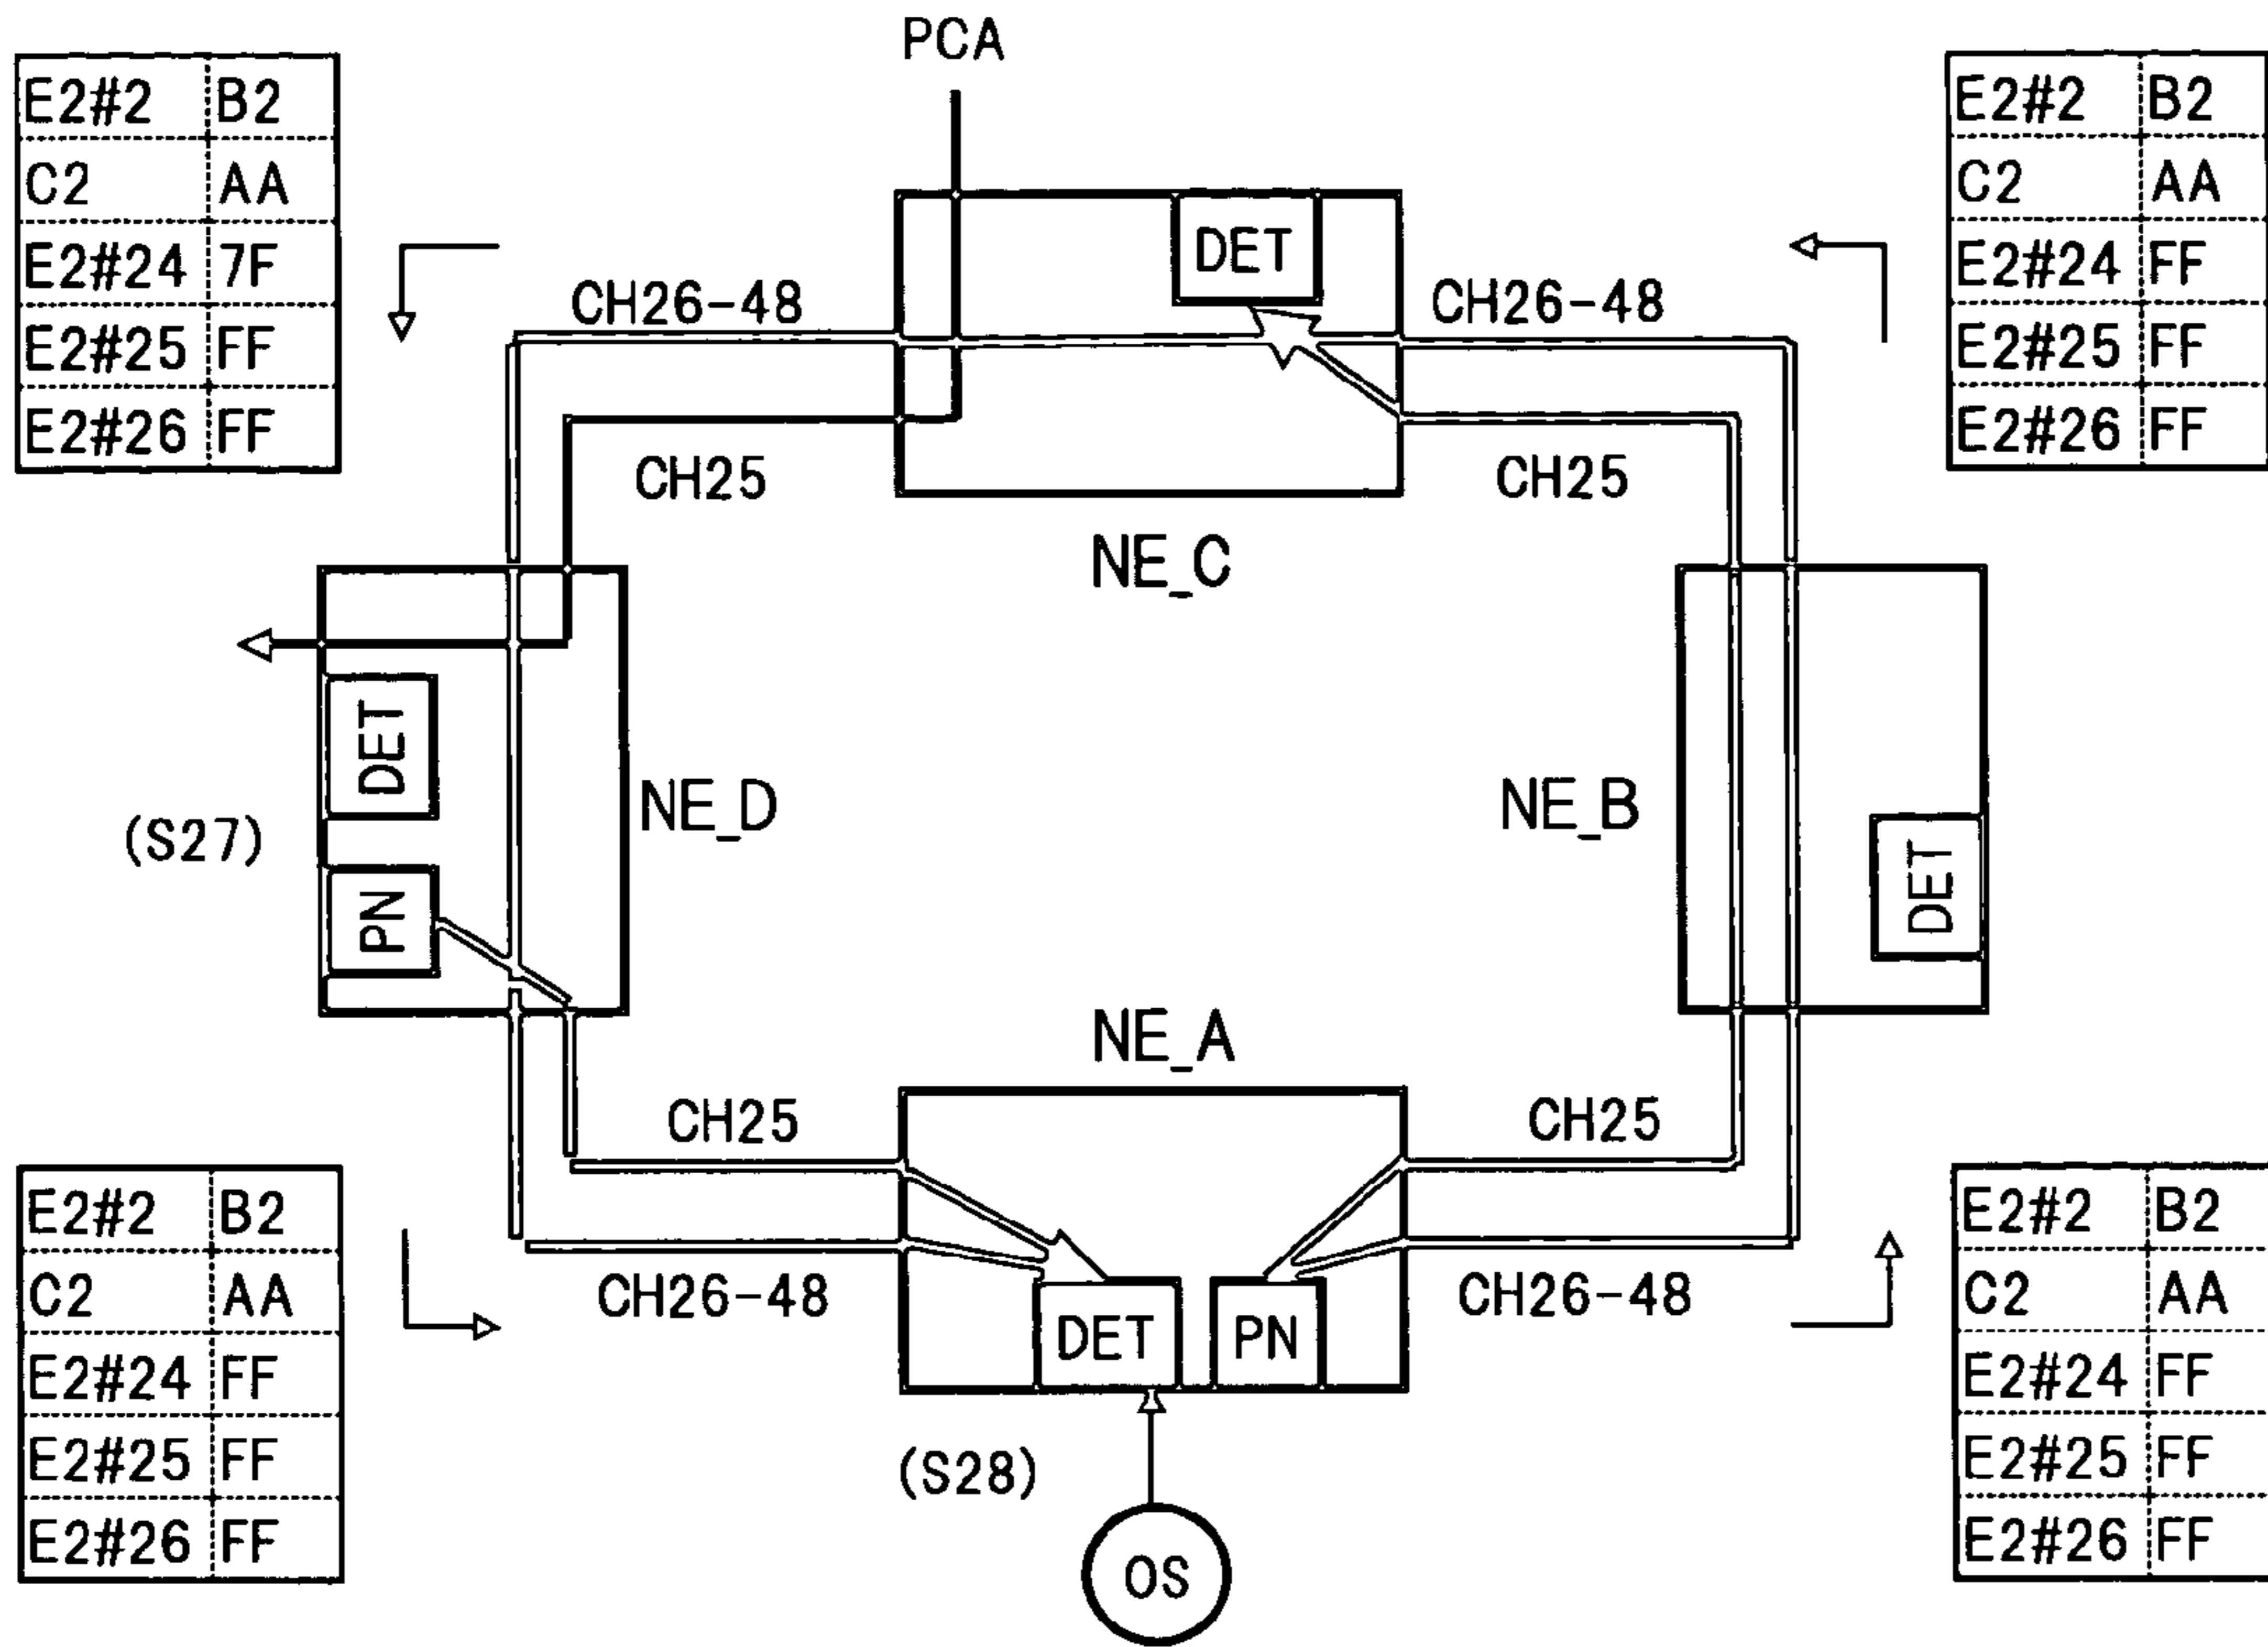 PCA
E2#2 B2
C2 AA
E2#24 7F
E2#25 FF
E2#26 FF
E2#2 B2
C2 AA
E2#24 FF
E2#25 FF
E2#26 FF
DET
CH26-48
CH26-48
CH25
CH25
NE_C
DET
NE_D
NE_B
(S27)
PN
DET
NE_A
CH25
CH25
E2#2 B2
C2 AA
E2#24 FF
E2#25 FF
E2#26 FF
CH26-48
CH26-48
DET
PN
E2#2 B2
C2 AA
E2#24 FF
E2#25 FF
E2#26 FF
(S28)
OS